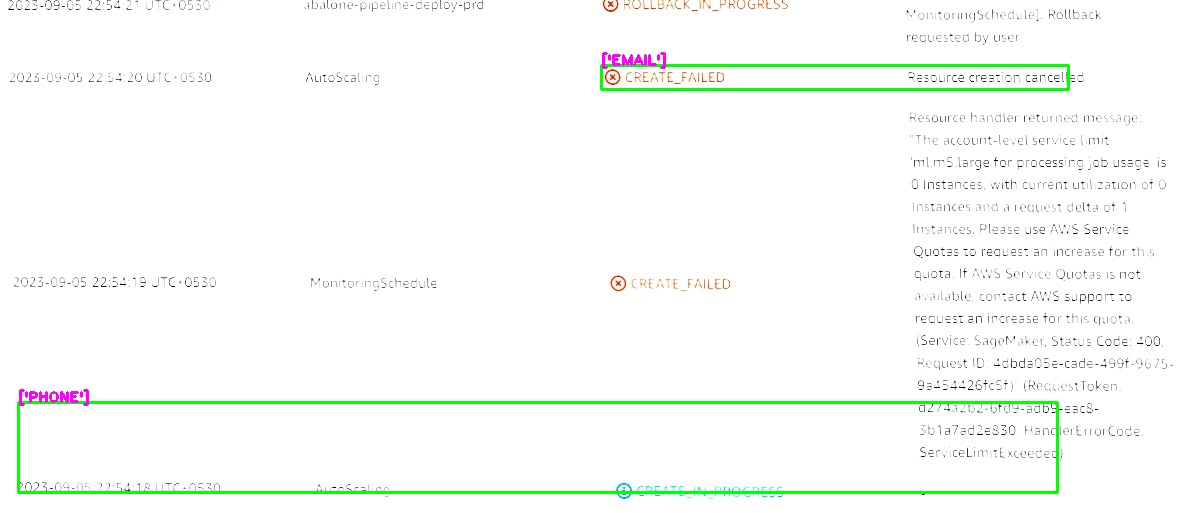 2023-09-05 22:54:21 UTC+0530 abalone-pipeline-deploy-prd ROLLBACK_IN_PROGRESS
MonitoringSchedule]. Rollback
requested by user
['EMAIL']
2023-09-05 22:54:20 UTC+0530 AutoScaling CREATE_FAILED Resource creation cancelled
Resource handler returned message:
"The account-level service limit
'ml.m5.large for processing job usage' is
0 Instances, with current utilization of 0
Instances and a request delta of 1
Instances. Please use AWS Service
Quotas to request an increase for this
quota. If AWS Service Quotas is not
2023-09-05 22:54:19 UTC+0530 MonitoringSchedule CREATE_FAILED
available, contact AWS support to
request an increase for this quota.
(Service: SageMaker, Status Code: 400,
Request ID: 4dbda05e-cade-499f-9675-
9a454426fc5f)" (RequestToken:
['PHONE']
d274a2b2-6fd9-adb9-eac8-
3b1a7ad2e830, HandlerErrorCode:
ServiceLimitExceeded)
2023-09-05 22:54:18 UTC+0530 AutoScaling CREATE_IN_PROGRESS -